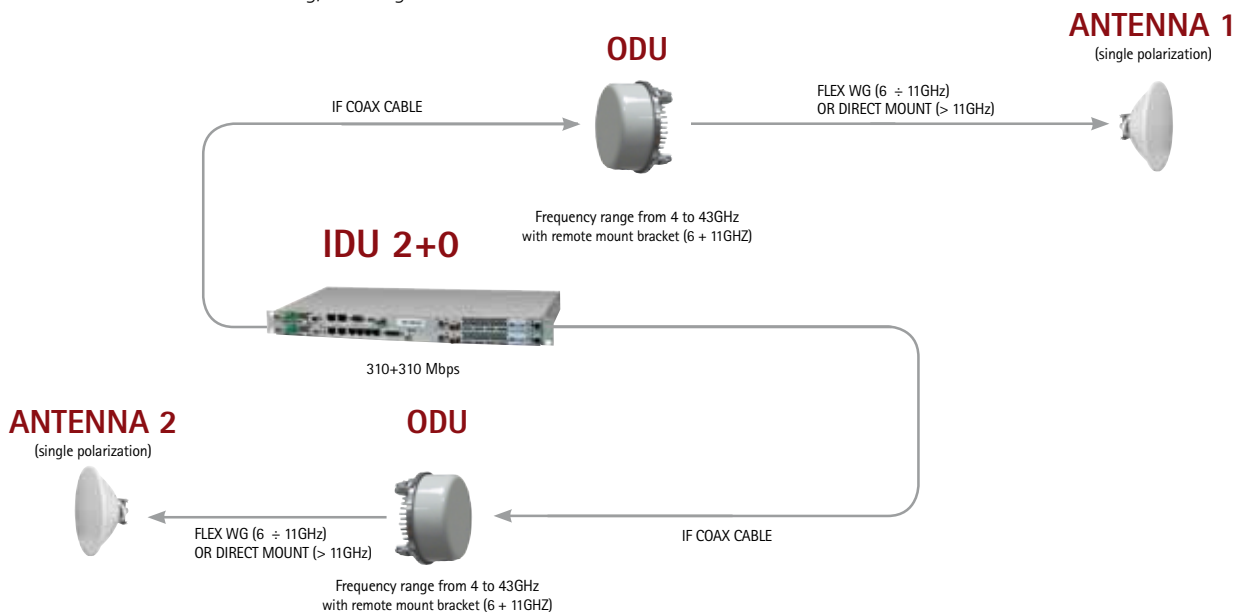 ANTENNA 1
(single polarization)
ODU
FLEX WG (6 ÷ 11GHz)
OR DIRECT MOUNT (> 11GHz)
IF COAX CABLE
Frequency range from 4 to 43GHz
with remote mount bracket (6 + 11GHZ)
IDU 2+0
310+310 Mbps
ANTENNA 2
(single polarization)
ODU
FLEX WG (6 ÷ 11GHz)
OR DIRECT MOUNT (> 11GHz)
IF COAX CABLE
Frequency range from 4 to 43GHz
with remote mount bracket (6 + 11GHZ)